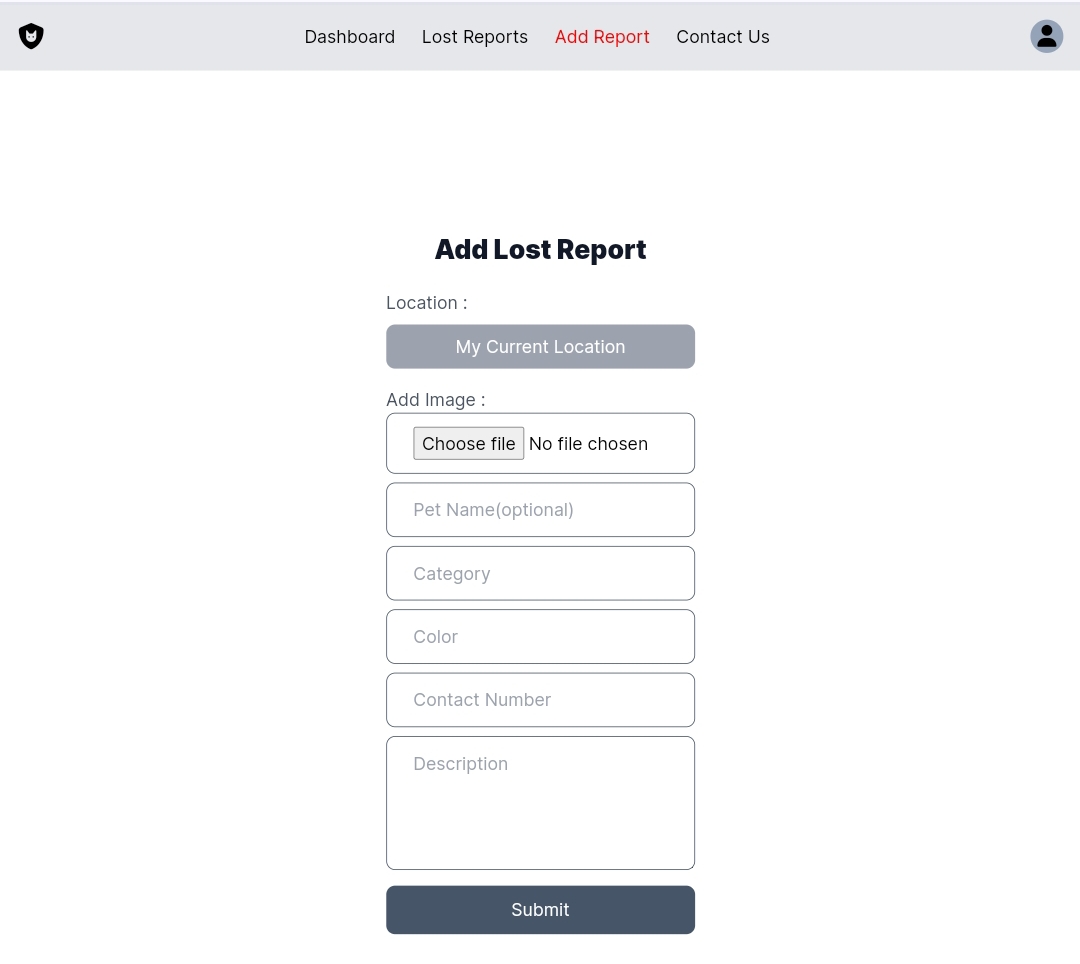 Dashboard Lost Reports Add Report Contact Us
Add Lost Report
Location :
My Current Location
Add Image :
Choose file No file chosen
Pet Name(optional)
Category
Color
Contact Number
Description
Submit